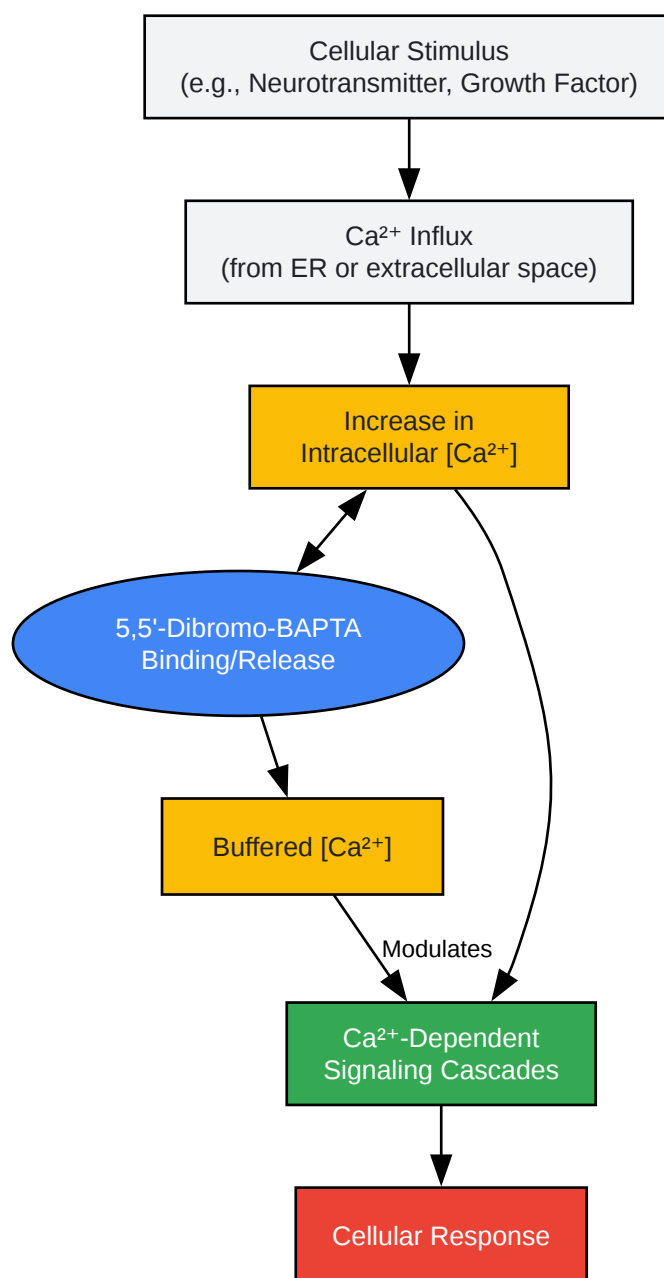 Cellular Stimulus
(e.g., Neurotransmitter, Growth Factor)
Ca²⁺ Influx
(from ER or extracellular space)
Increase in
Intracellular [Ca²⁺]
5,5'-Dibromo-BAPTA
Binding/Release
Buffered [Ca²⁺]
Modulates
Ca²⁺-Dependent
Signaling Cascades
Cellular Response